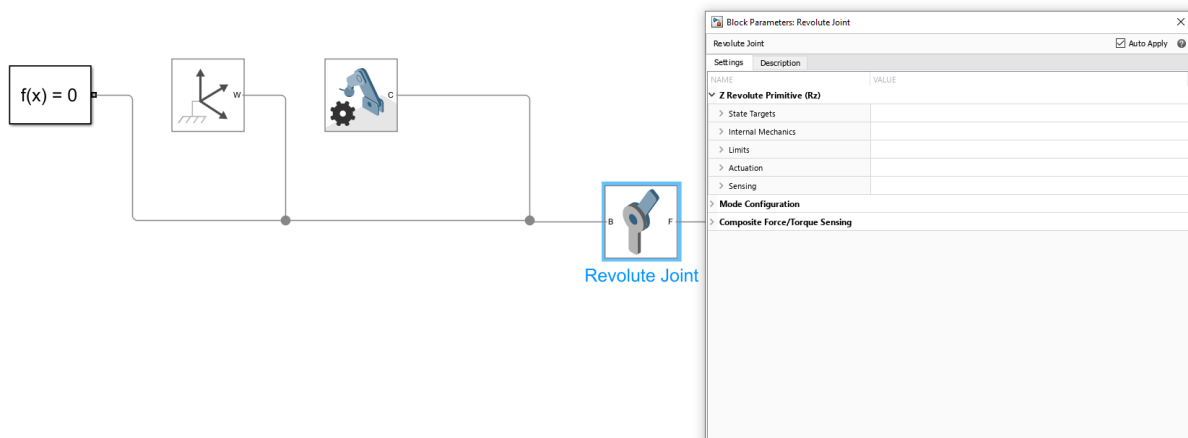 Block Parameters: Revolute Joint
Revolute Joint
Auto Apply
Settings Description
NAME VALUE
Z Revolute Primitive (Rz)
State Targets
Internal Mechanics
Limits
Actuation
Sensing
Mode Configuration
Composite Force/Torque Sensing
f(x) = 0
W
C
B
F
Revolute Joint